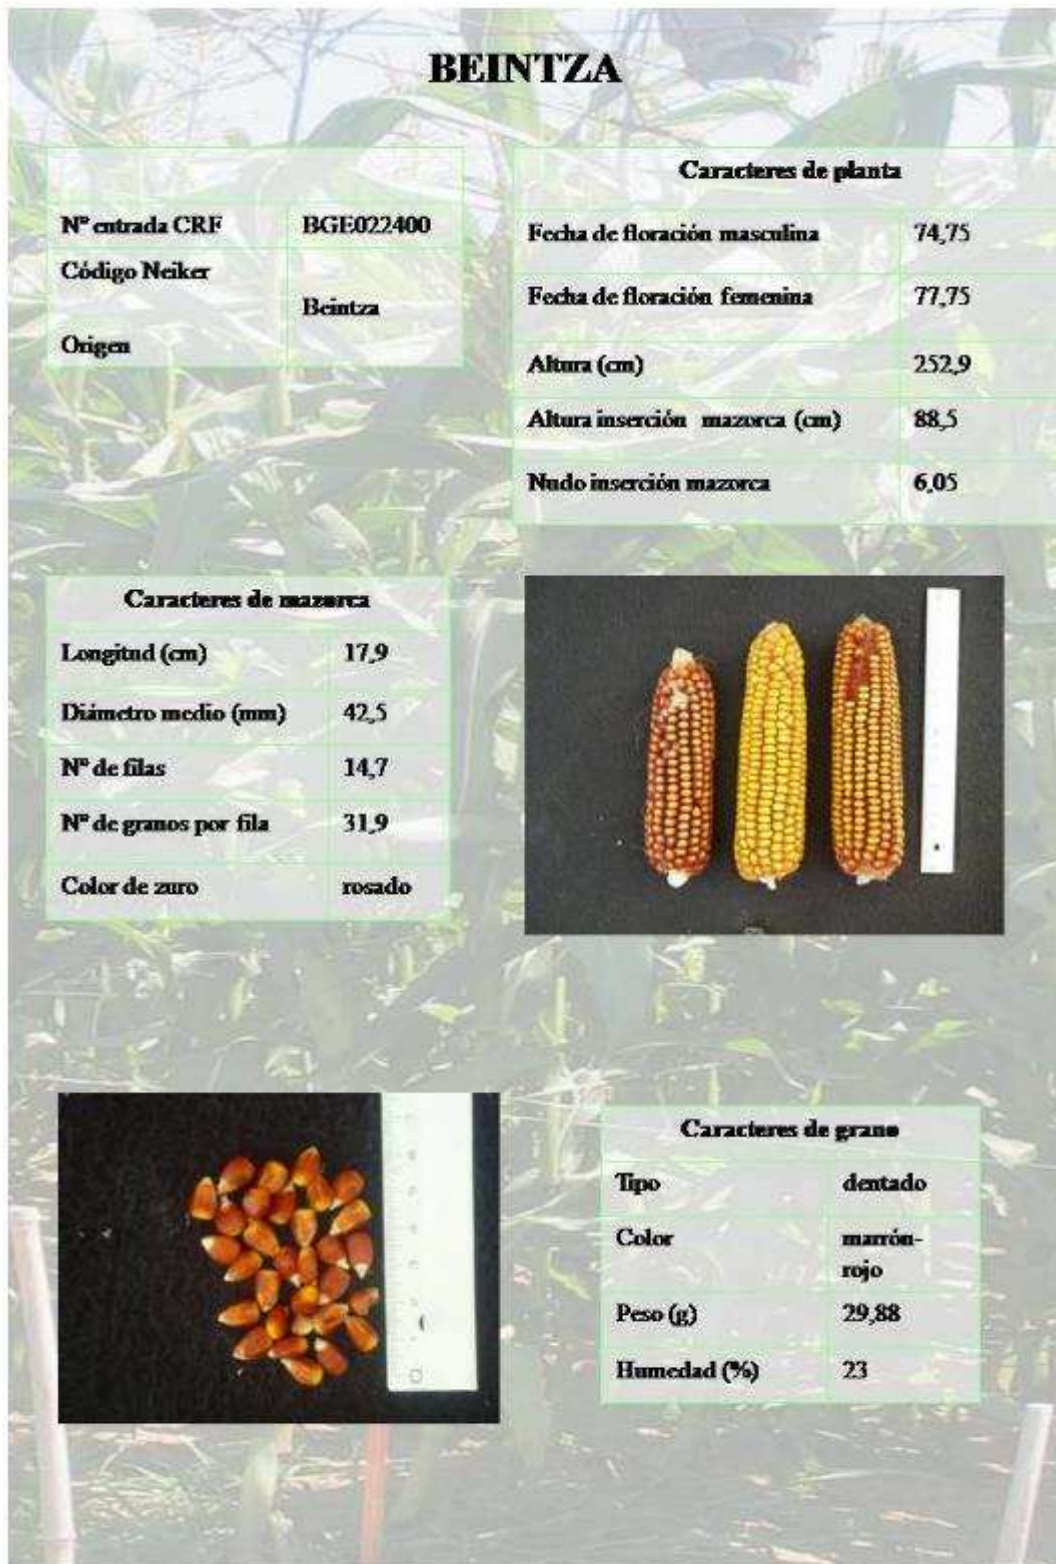 BEINTZA
Nº entrada CRF BGE022400
Código Neiker
Beintza
Origen
Caracteres de planta
Fecha de floración masculina 74,75
Fecha de floración femenina 77,75
Altura (cm) 252,9
Altura inserción mazorca (cm) 88,5
Nudo inserción mazorca 6,05
Caracteres de mazorca
Longitud (cm) 17,9
Diámetro medio (mm) 42,5
Nº de filas 14,7
Nº de granos por fila 31,9
Color de zuro rosado
Caracteres de grano
Tipo dentado
Color marrón-
rojo
Peso (g) 29,88
Humedad (%) 23